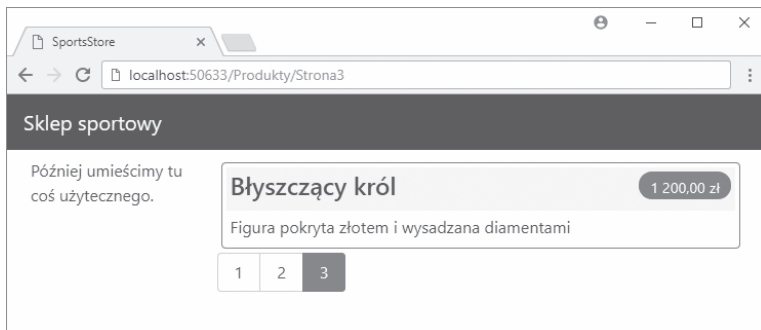 SportsStore
localhost:50633/Produkty/Strona3
Sklep sportowy
Później umieścimy tu
coś użytecznego.
Błyszczący król
1 200,00 zł
Figura pokryta złotem i wysadzana diamentami
1 2 3